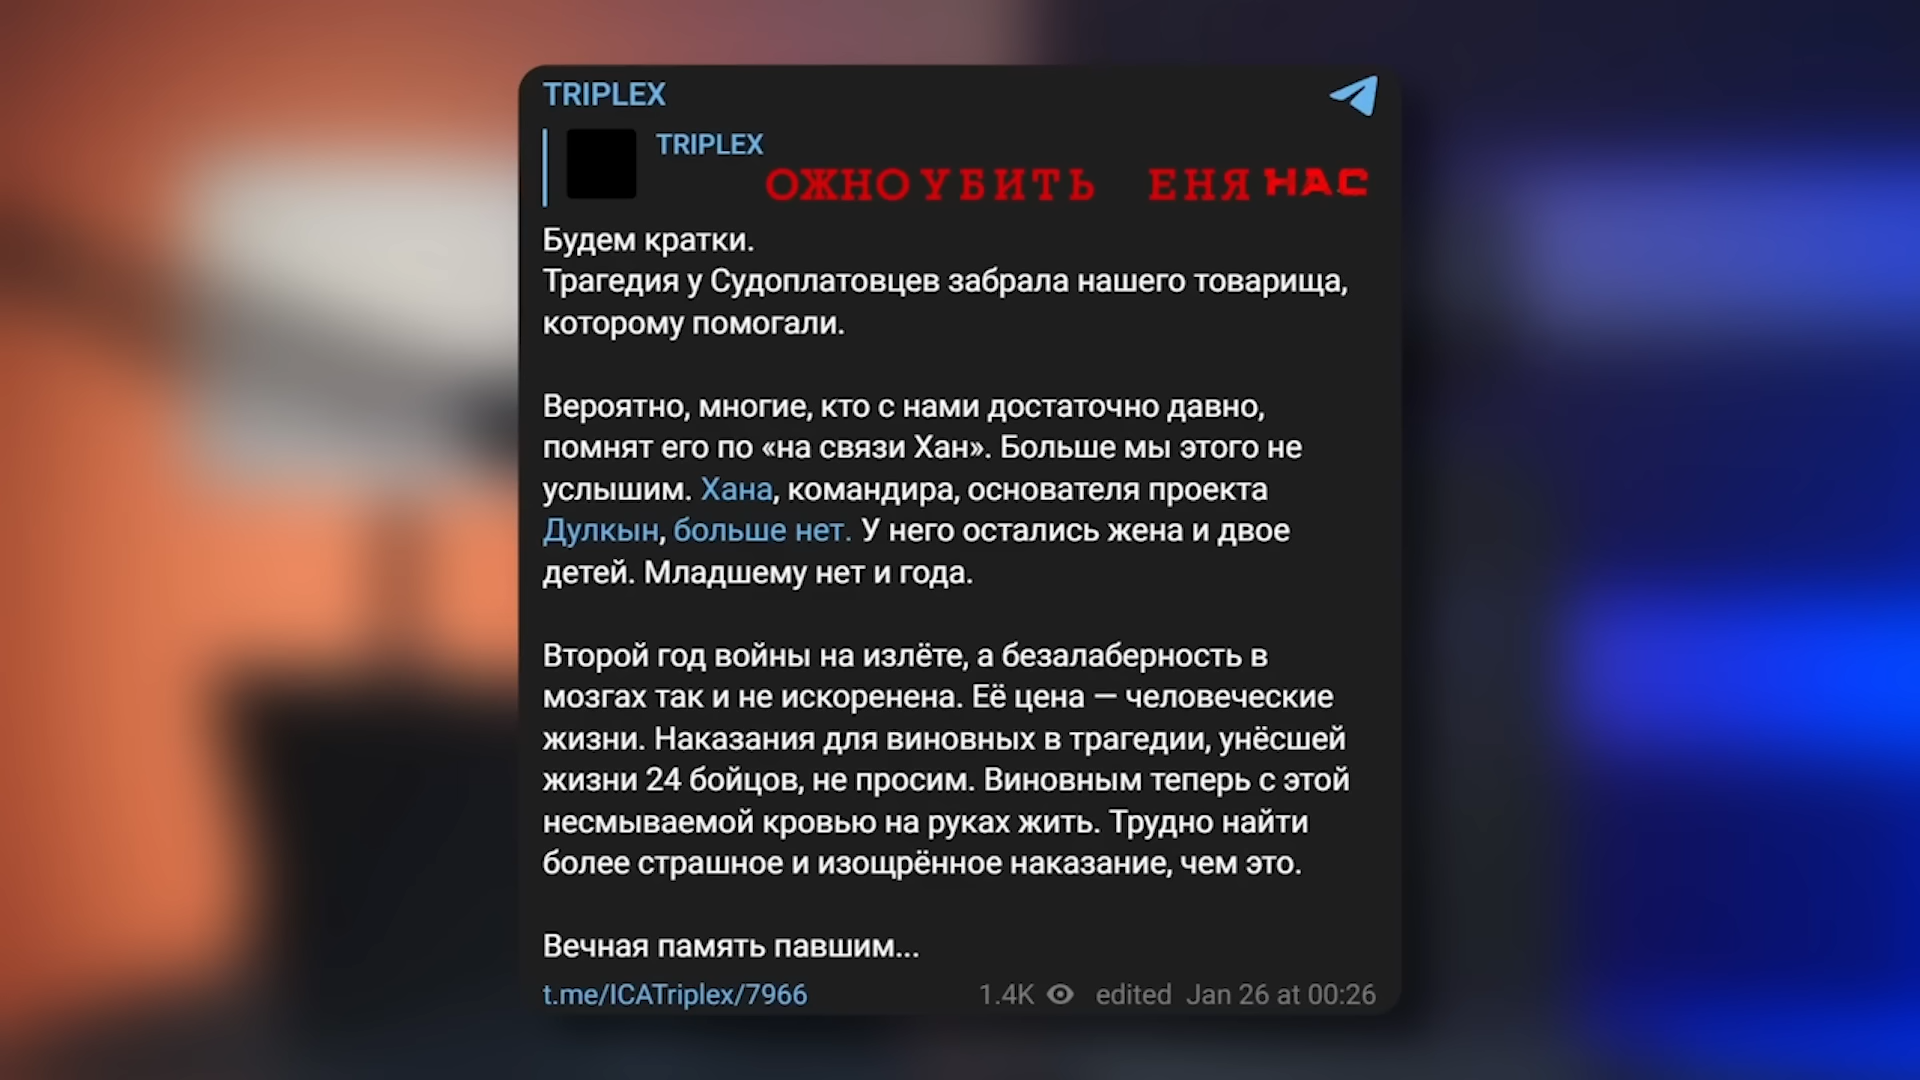 TRIPLEX
TRIPLEX
ОЖНО УБИТЬ ЕНЯ НАС
Будем кратки.
Трагедия у Судоплатовцев забрала нашего товарища,
которому помогали.
Вероятно, многие, кто с нами достаточно давно,
помнят его по «на связи Хан». Больше мы этого не
услышим. Хана, командира, основателя проекта
Дулкын, больше нет. У него остались жена и двое
детей. Младшему нет и года.
Второй год войны на излёте, а безалаберность в
мозгах так и не искоренена. Её цена — человеческие
жизни. Наказания для виновных в трагедии, унёсшей
жизни 24 бойцов, не просим. Виновным теперь с этой
несмываемой кровью на руках жить. Трудно найти
более страшное и изощрённое наказание, чем это.
Вечная память павшим...
t.me/ICATriplex/7966 1.4K edited Jan 26 at 00:26